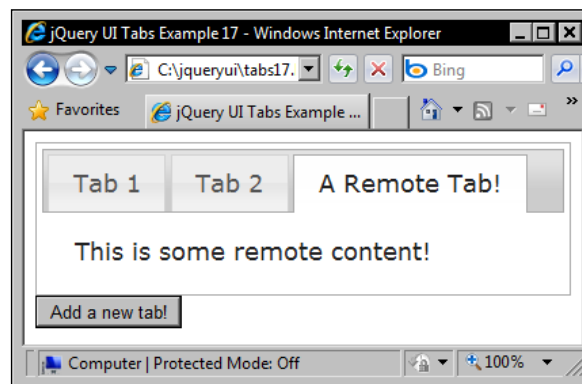 jQuery UI Tabs Example 17 - Windows Internet Explorer
C:\jqueryui\tabs17.
Bing
Favorites
jQuery UI Tabs Example ...
»
Tab 1
Tab 2
A Remote Tab!
This is some remote content!
Add a new tab!
Computer | Protected Mode: Off
100%